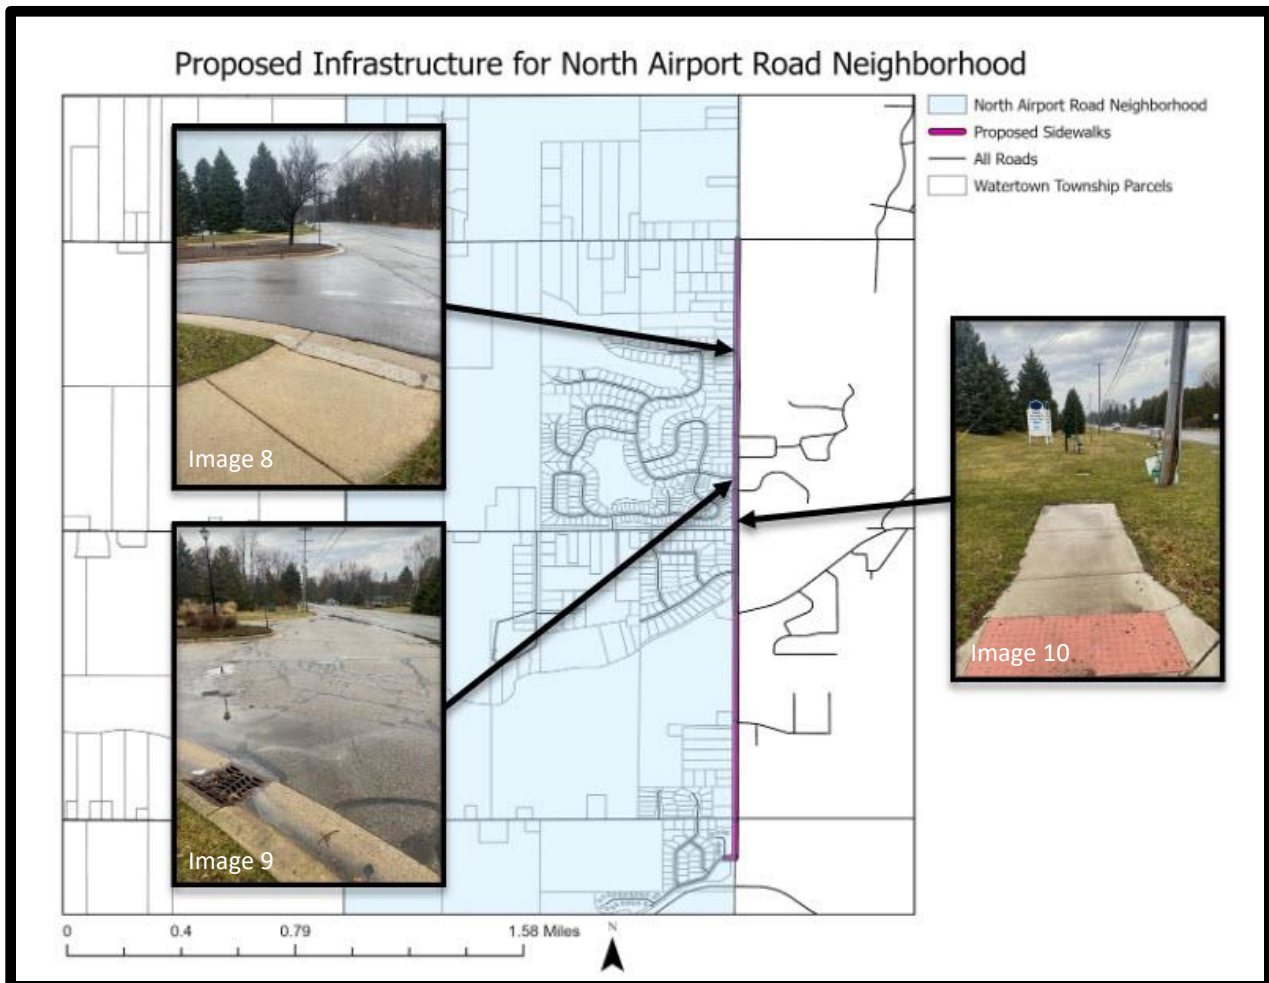 Proposed Infrastructure for North Airport Road Neighborhood
North Airport Road Neighborhood
Proposed Sidewalks
All Roads
Watertown Township Parcels
Image 8
Image 10
Image 9
0 0.4 0.79 1.58 Miles
N